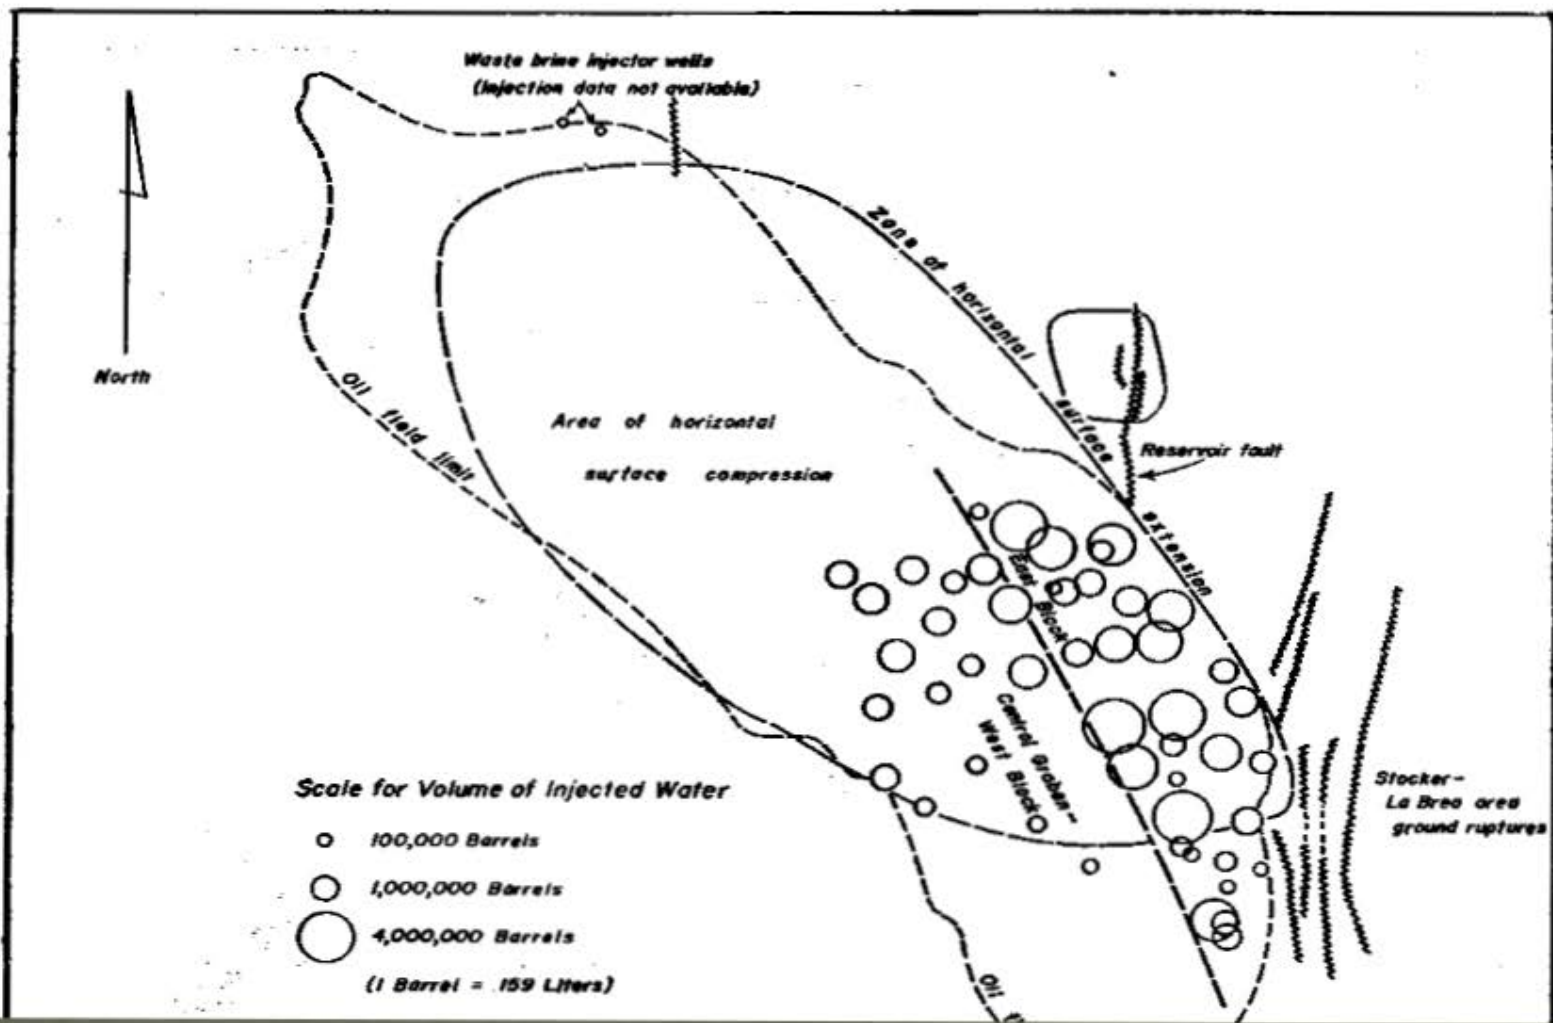 Waste brine injector wells
(Injection data not available)
Zone of horizontal surface extension
North
Oil field limit
Area of horizontal
surface compression
Reservoir fault
East Block
Central Graben-
West Block
Stocker-
La Brea area
ground ruptures
Scale for Volume of Injected Water
100,000 Barrels
1,000,000 Barrels
4,000,000 Barrels
(1 Barrel = 159 Liters)
Oil